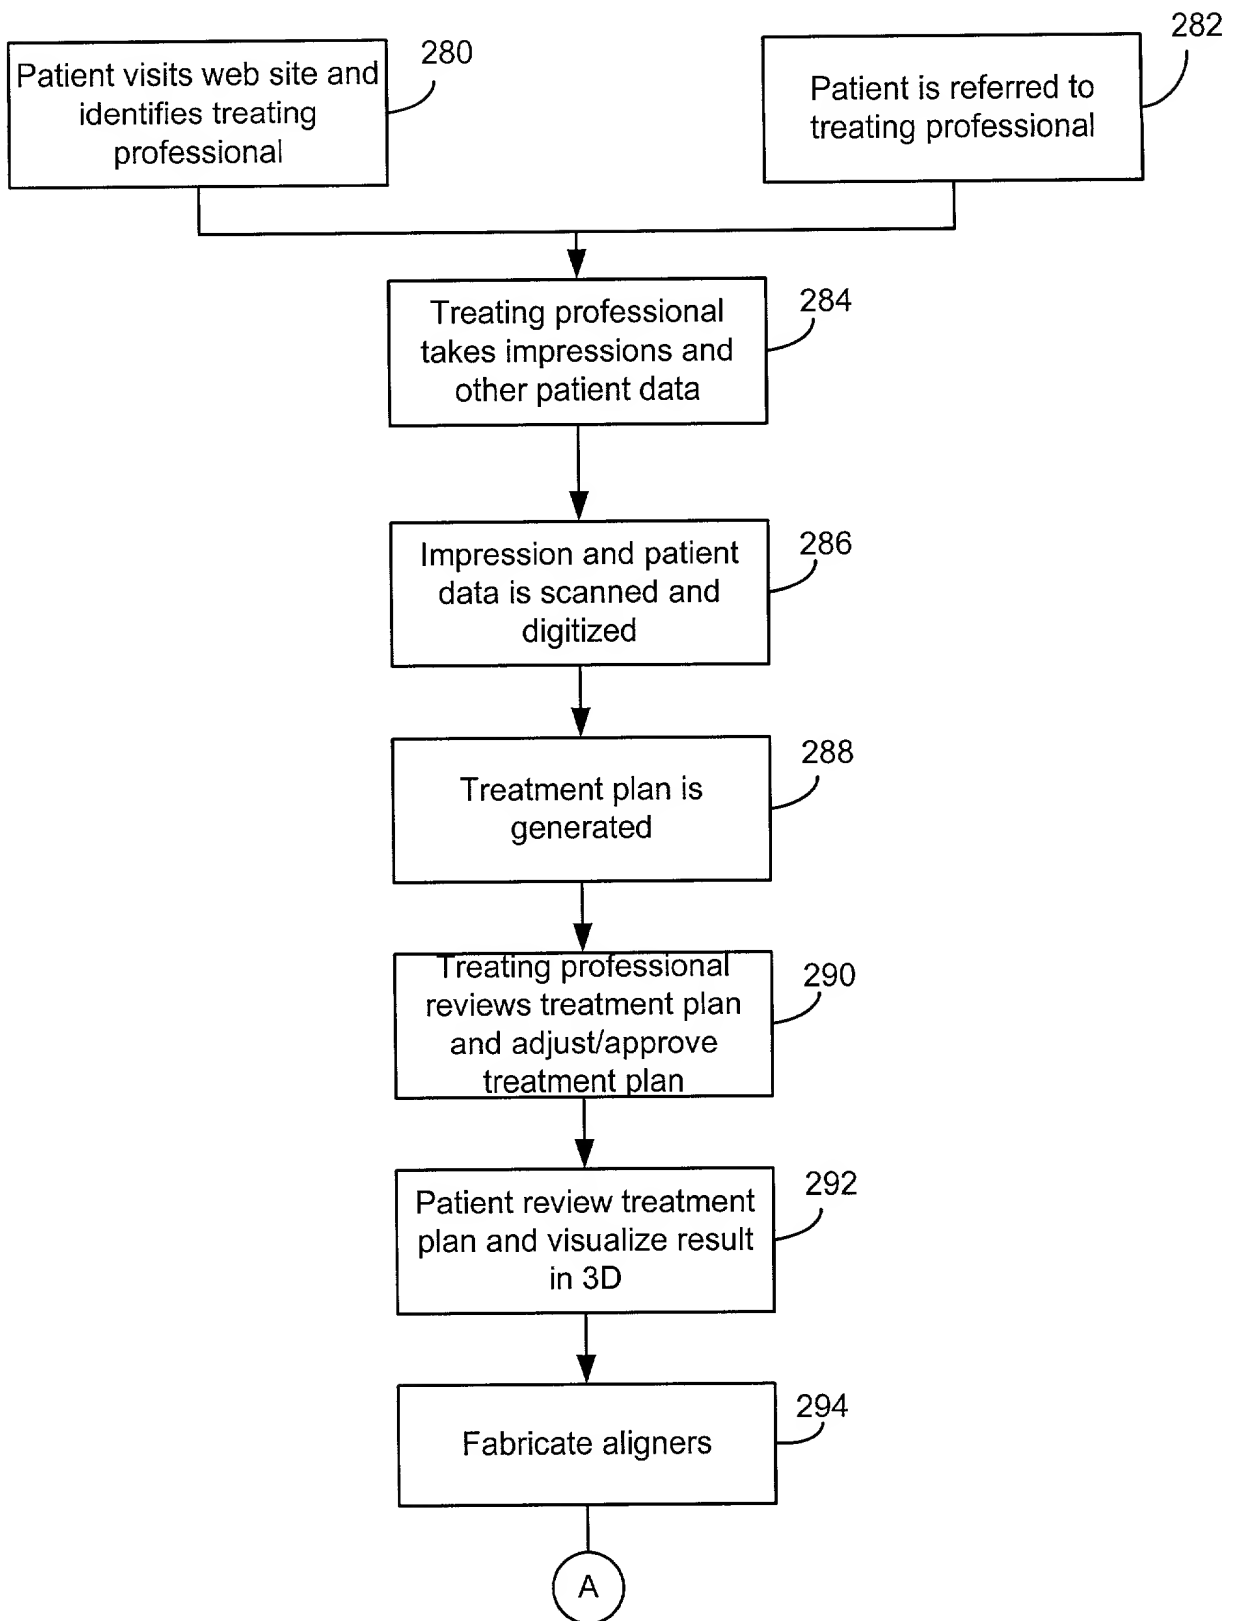 280
Patient visits web site and
identifies treating
professional
282
Patient is referred to
treating professional
284
Treating professional
takes impressions and
other patient data
286
Impression and patient
data is scanned and
digitized
288
Treatment plan is
generated
290
Treating professional
reviews treatment plan
and adjust/approve
treatment plan
292
Patient review treatment
plan and visualize result
in 3D
294
Fabricate aligners
A